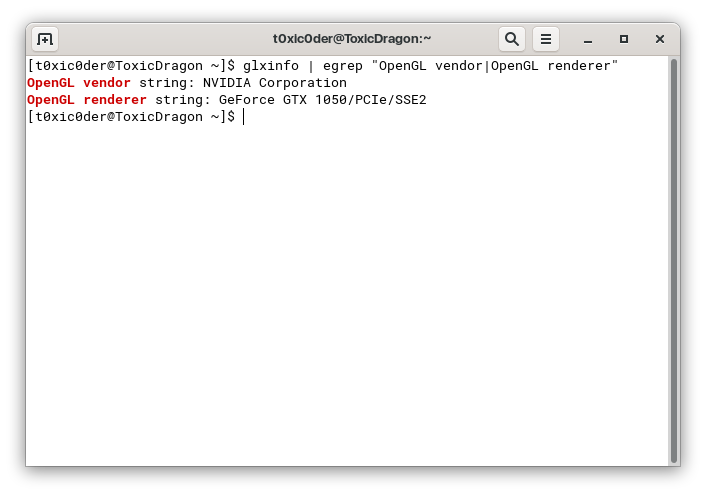 t0xic0der@ToxicDragon:~
[t0xic0der@ToxicDragon ~]$ glxinfo | egrep "OpenGL vendor|OpenGL renderer"
OpenGL vendor string: NVIDIA Corporation
OpenGL renderer string: GeForce GTX 1050/PCIe/SSE2
[t0xic0der@ToxicDragon ~]$